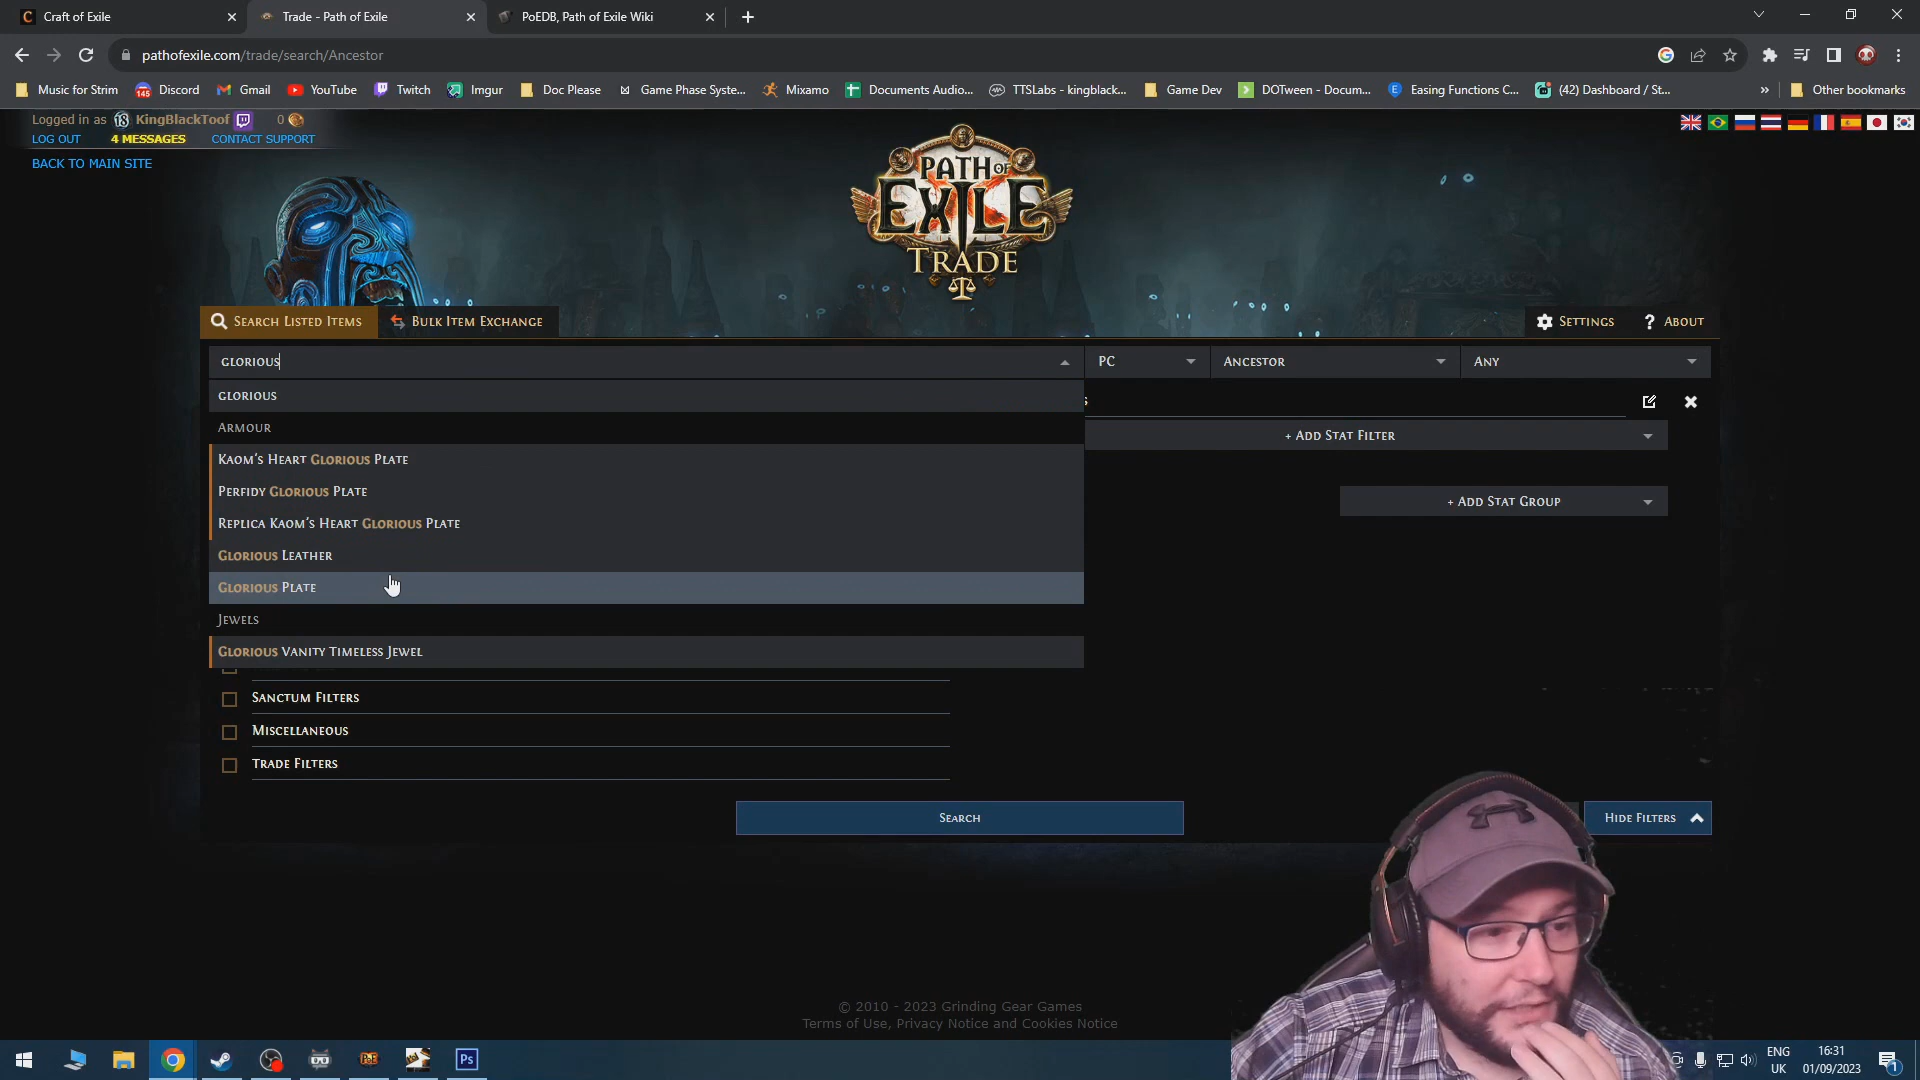 Craft of Exile
Trade - Path of Exile
PoEDB, Path of Exile Wiki
pathofexile.com/trade/search/Ancestor
Music for Strim
Discord
Gmail
YouTube
Twitch
Imgur
Doc Please
Game Phase Syste...
Mixamo
Documents Audio...
TTSLabs - kingblack...
Game Dev
DOTween - Docum...
Easing Functions C...
(42) Dashboard / St...
»
Other bookmarks
Logged in as KingBlackToof 0
LOG OUT 4 MESSAGES CONTACT SUPPORT
BACK TO MAIN SITE
PATH OF
EXILE
TRADE
Search Listed Items
Bulk Item Exchange
Settings
? About
glorious
PC
Ancestor
Any
glorious
Armour
+ Add Stat Filter
Kaom's Heart Glorious Plate
Perfidy Glorious Plate
+ Add Stat Group
Replica Kaom's Heart Glorious Plate
Glorious Leather
Glorious Plate
Jewels
Glorious Vanity Timeless Jewel
Sanctum Filters
Miscellaneous
Trade Filters
Search
Hide Filters
© 2010 - 2023 Grinding Gear Games
Terms of Use, Privacy Notice and Cookies Notice
PoE
Ps
ENG
UK
16:31
01/09/2023
1